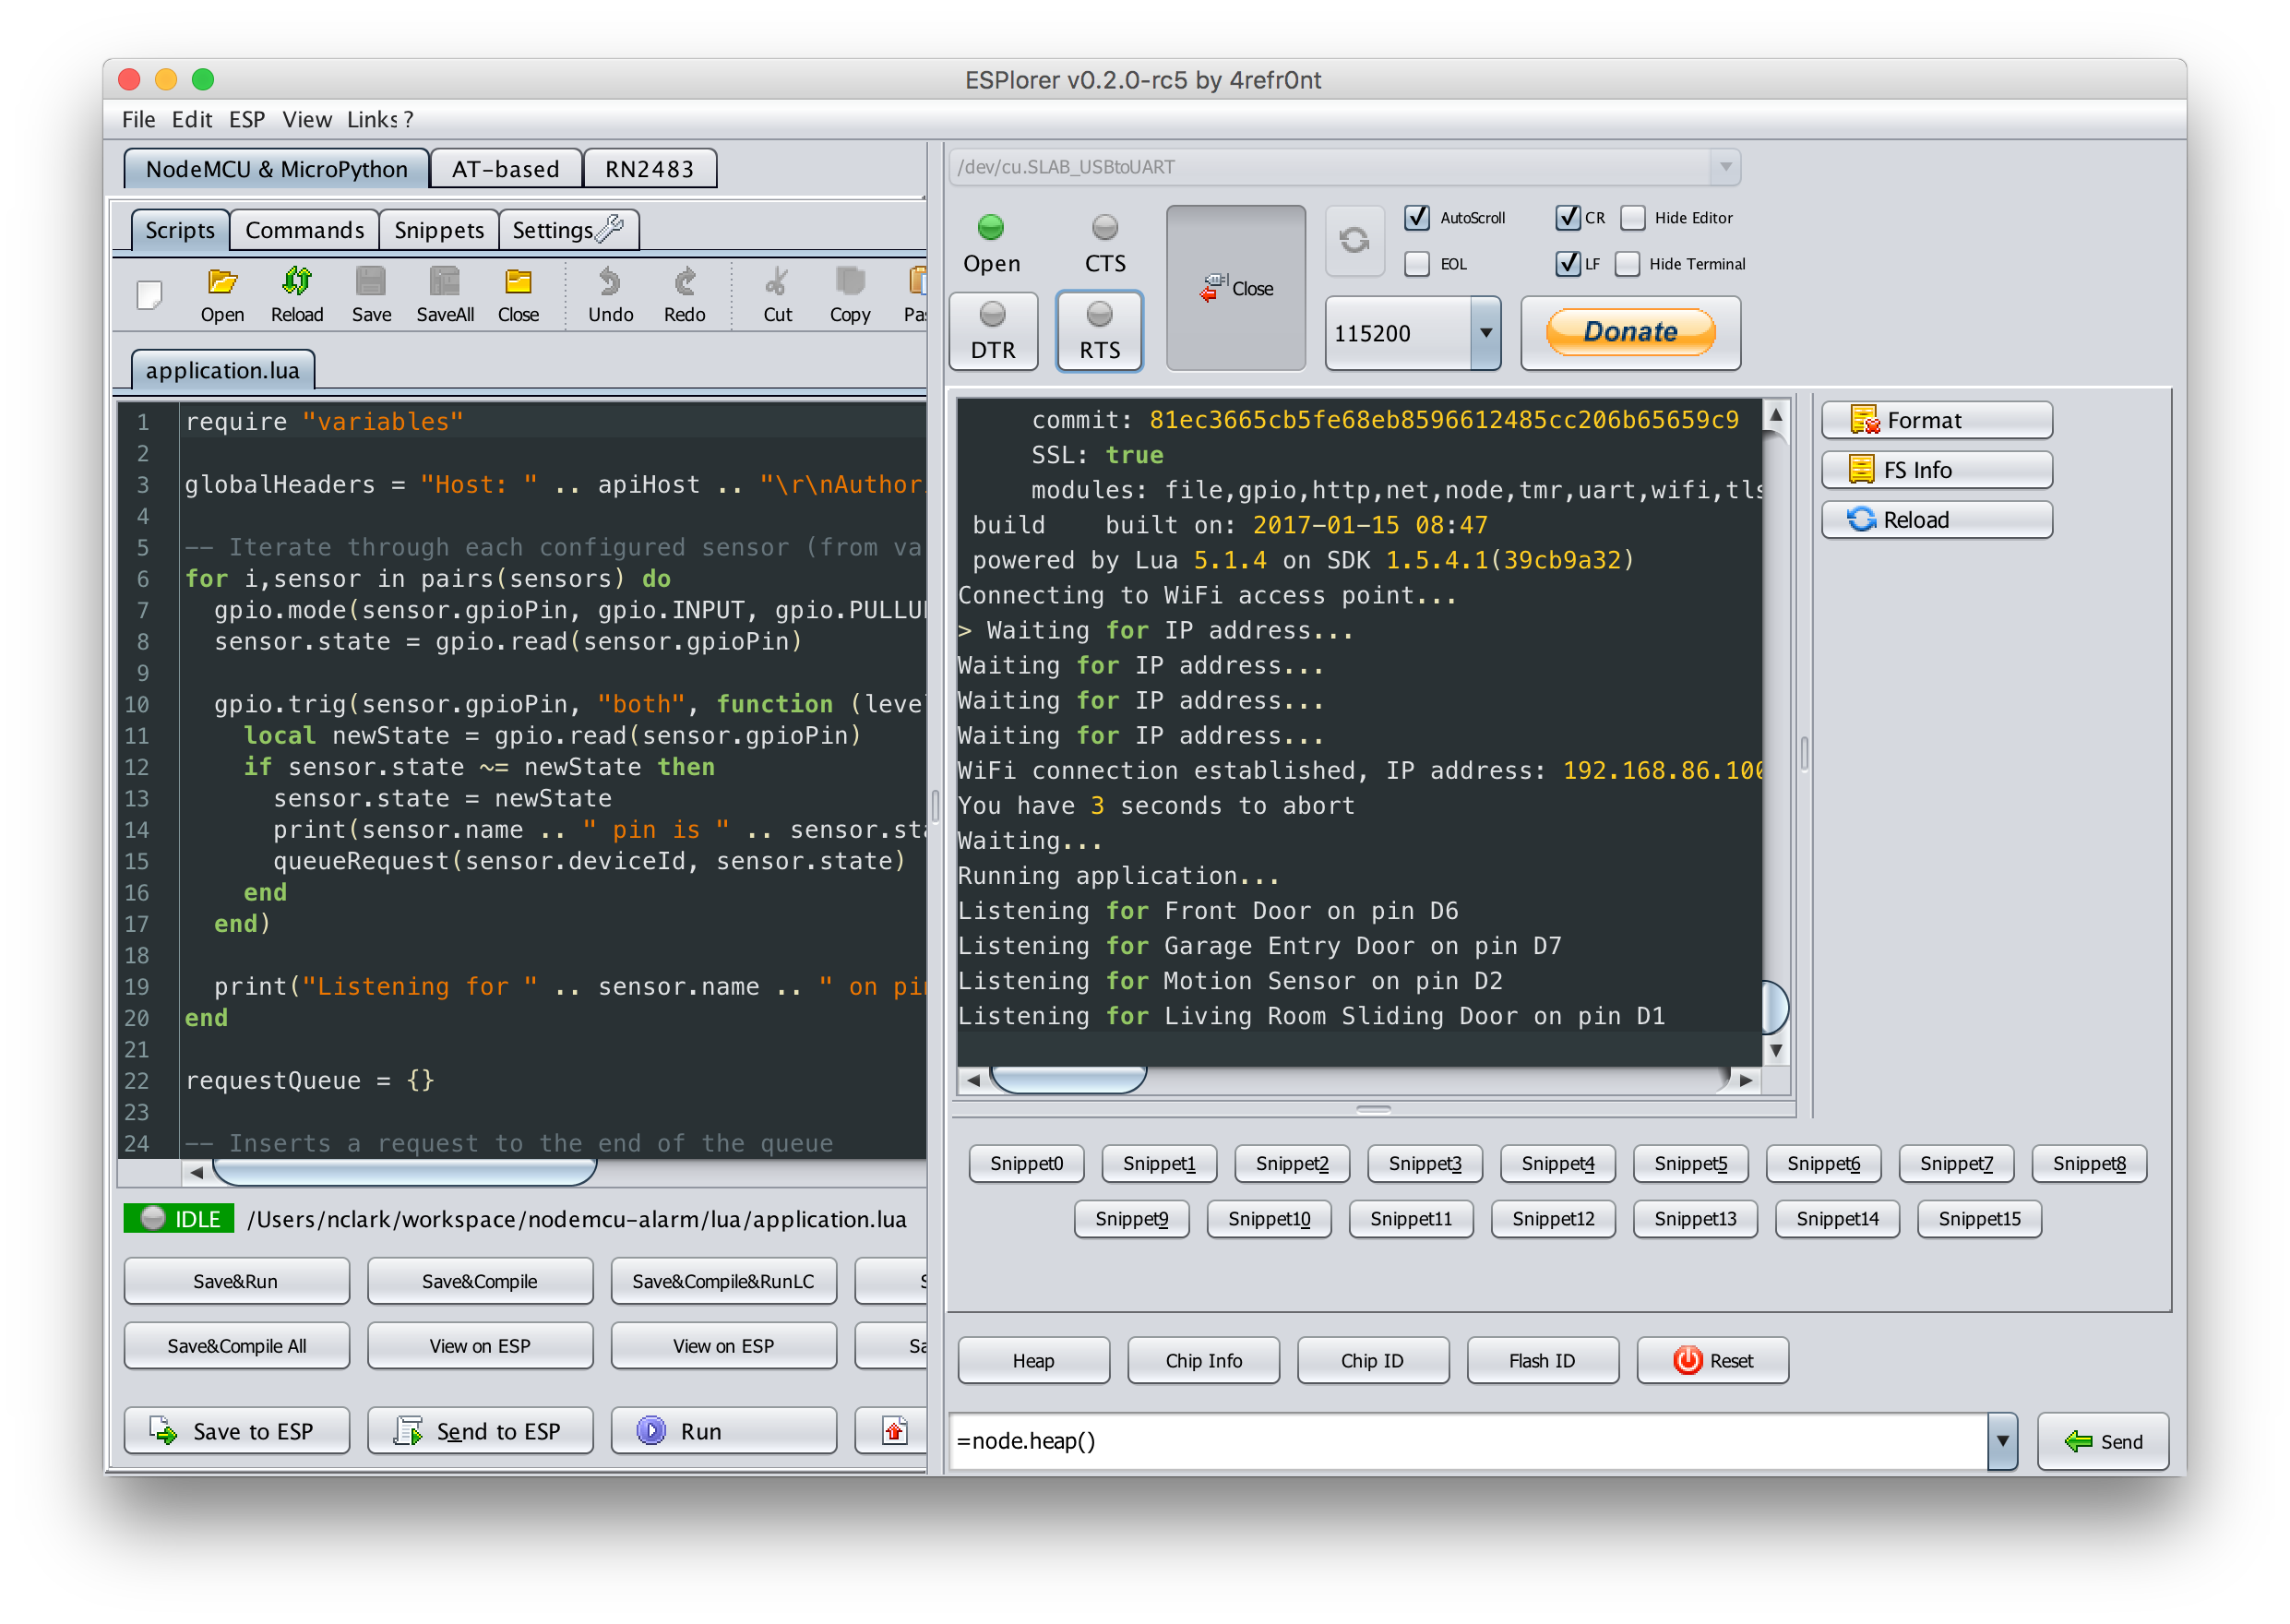 ESPlorer v0.2.0-rc5 by 4refr0nt
File Edit ESP View Links ?
NodeMCU & MicroPython AT-based RN2483
Scripts Commands Snippets Settings
Open Reload Save SaveAll Close Undo Redo Cut Copy Pas
application.lua
1 require "variables"
2
3 globalHeaders = "Host: " .. apiHost .. "\r\nAuthor
4
5 -- Iterate through each configured sensor (from va
6 for i,sensor in pairs(sensors) do
7 gpio.mode(sensor.gpioPin, gpio.INPUT, gpio.PULLU
8 sensor.state = gpio.read(sensor.gpioPin)
9
10 gpio.trig(sensor.gpioPin, "both", function (leve
11 local newState = gpio.read(sensor.gpioPin)
12 if sensor.state ~= newState then
13 sensor.state = newState
14 print(sensor.name .. " pin is " .. sensor.sta
15 queueRequest(sensor.deviceId, sensor.state)
16 end
17 end)
18
19 print("Listening for " .. sensor.name .. " on pin
20 end
21
22 requestQueue = {}
23
24 -- Inserts a request to the end of the queue
IDLE /Users/nclark/workspace/nodemcu-alarm/lua/application.lua
Save&Run Save&Compile Save&Compile&RunLC S
Save&Compile All View on ESP View on ESP Sa
Save to ESP Send to ESP Run
/dev/cu.SLAB_USBtoUART
Open CTS
DTR RTS
Close
AutoScroll CR Hide Editor
EOL LF Hide Terminal
115200 Donate
commit: 81ec3665cb5fe68eb8596612485cc206b65659c9
SSL: true
modules: file,gpio,http,net,node,tmr,uart,wifi,tls
build built on: 2017-01-15 08:47
powered by Lua 5.1.4 on SDK 1.5.4.1(39cb9a32)
Connecting to WiFi access point...
> Waiting for IP address...
Waiting for IP address...
Waiting for IP address...
Waiting for IP address...
WiFi connection established, IP address: 192.168.86.100
You have 3 seconds to abort
Waiting...
Running application...
Listening for Front Door on pin D6
Listening for Garage Entry Door on pin D7
Listening for Motion Sensor on pin D2
Listening for Living Room Sliding Door on pin D1
Format
FS Info
Reload
Snippet0 Snippet1 Snippet2 Snippet3 Snippet4 Snippet5 Snippet6 Snippet7 Snippet8
Snippet9 Snippet10 Snippet11 Snippet12 Snippet13 Snippet14 Snippet15
Heap Chip Info Chip ID Flash ID Reset
=node.heap() Send